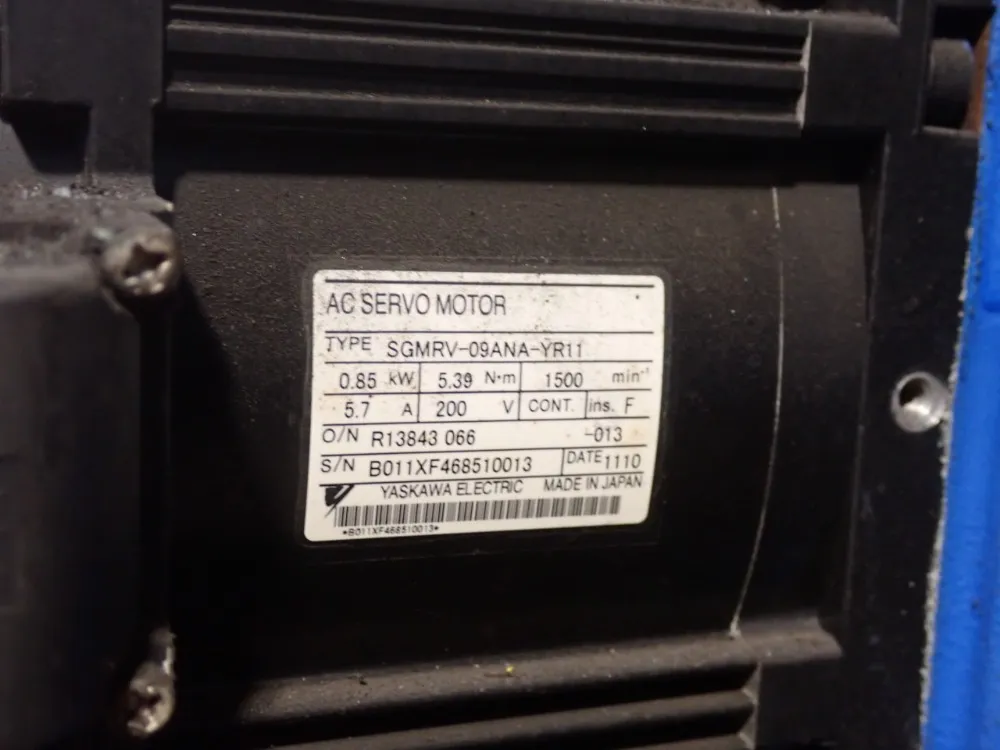 AC SERVO MOTOR
TYPE SGMRV-09ANA-YR11
0.85 kW 5.39 N·m 1500 min⁻¹
5.7 A 200 V CONT. ins. F
O/N R13843 066 -013
S/N B011XF468510013 DATE 1110
YASKAWA ELECTRIC MADE IN JAPAN
*B011XF468510013*